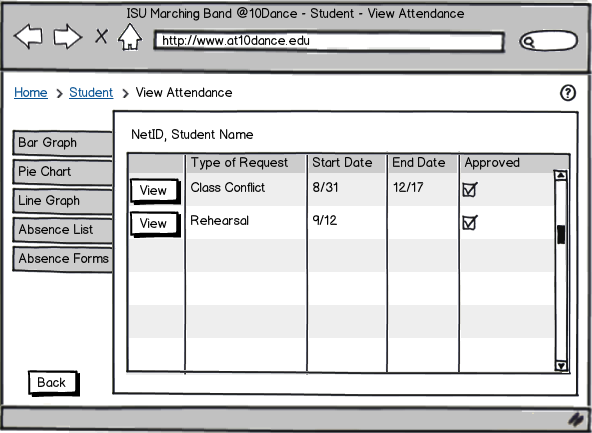 ISU Marching Band @10Dance - Student - View Attendance
http://www.at10dance.edu
Home > Student > View Attendance
?
NetID, Student Name
Bar Graph
Pie Chart
Line Graph
Absence List
Absence Forms
Type of Request Start Date End Date Approved
View Class Conflict 8/31 12/17
View Rehearsal 9/12
Back